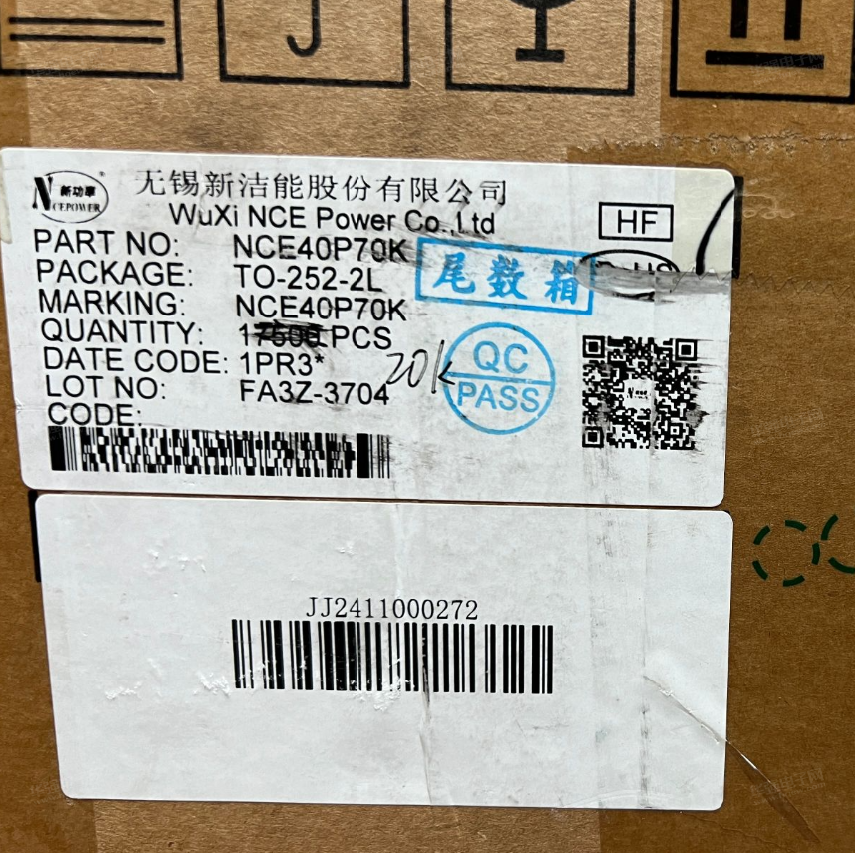 新功率
NCEPOWER
无锡新洁能股份有限公司
WuXi NCE Power Co.,Ltd
HF
PART NO: NCE40P70K
PACKAGE: TO-252-2L
尾数箱
RoHS
MARKING: NCE40P70K
QUANTITY: 17500 PCS
20K
DATE CODE: 1PR3*
LOT NO: FA3Z-3704
QC
PASS
CODE:
JJ2411000272